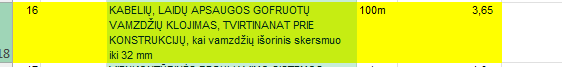 16 KABELIŲ, LAIDŲ APSAUGOS GOFRUOTŲ 100m 3,65
VAMZDŽIŲ KLOJIMAS, TVIRTINANAT PRIE
KONSTRUKCIJŲ, kai vamzdžių išorinis skersmuo
18 iki 32 mm